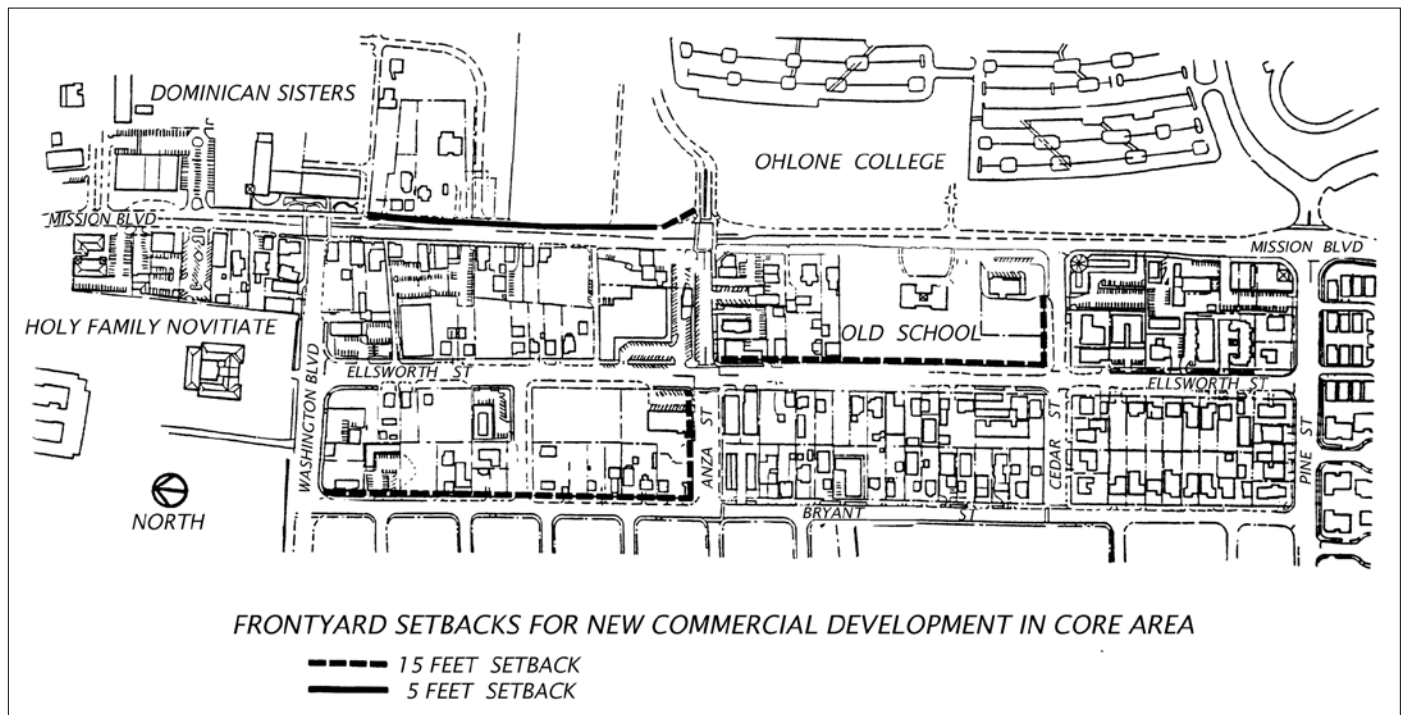 DOMINICAN SISTERS
OHLONE COLLEGE
MISSION BLVD
MISSION BLVD
HOLY FAMILY NOVITIATE
OLD SCHOOL
WASHINGTON BLVD
ELLSWORTH ST
ELLSWORTH ST
ANZA ST
CEDAR ST
PINE ST
NORTH
BRYANT ST
FRONTYARD SETBACKS FOR NEW COMMERCIAL DEVELOPMENT IN CORE AREA
15 FEET SETBACK
5 FEET SETBACK